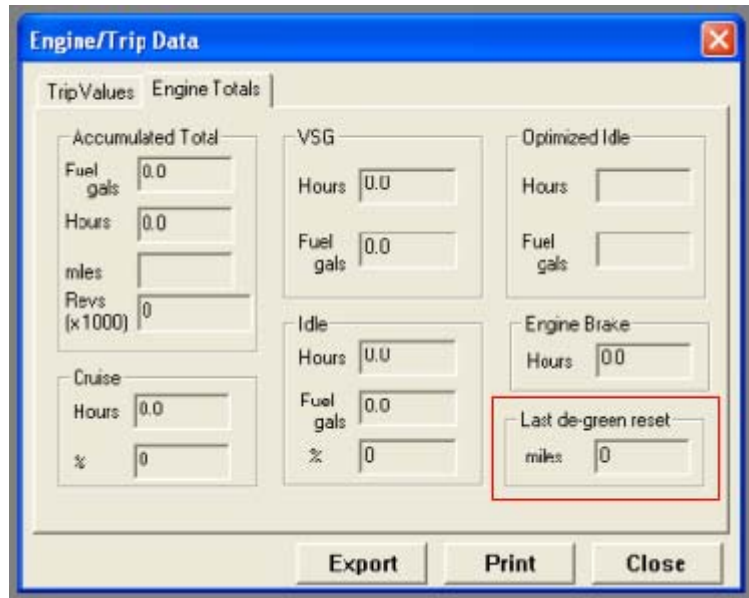 Engine/Trip Data
Trip Values Engine Totals
Accumulated Total
Fuel gals 0.0
Hours 0.0
miles
Revs (x1000) 0
Cruise
Hours 0.0
% 0
VSG
Hours 0.0
Fuel gals 0.0
Idle
Hours 0.0
Fuel gals 0.0
% 0
Optimized Idle
Hours
Fuel gals
Engine Brake
Hours 0.0
Last de-green reset
miles 0
Export Print Close